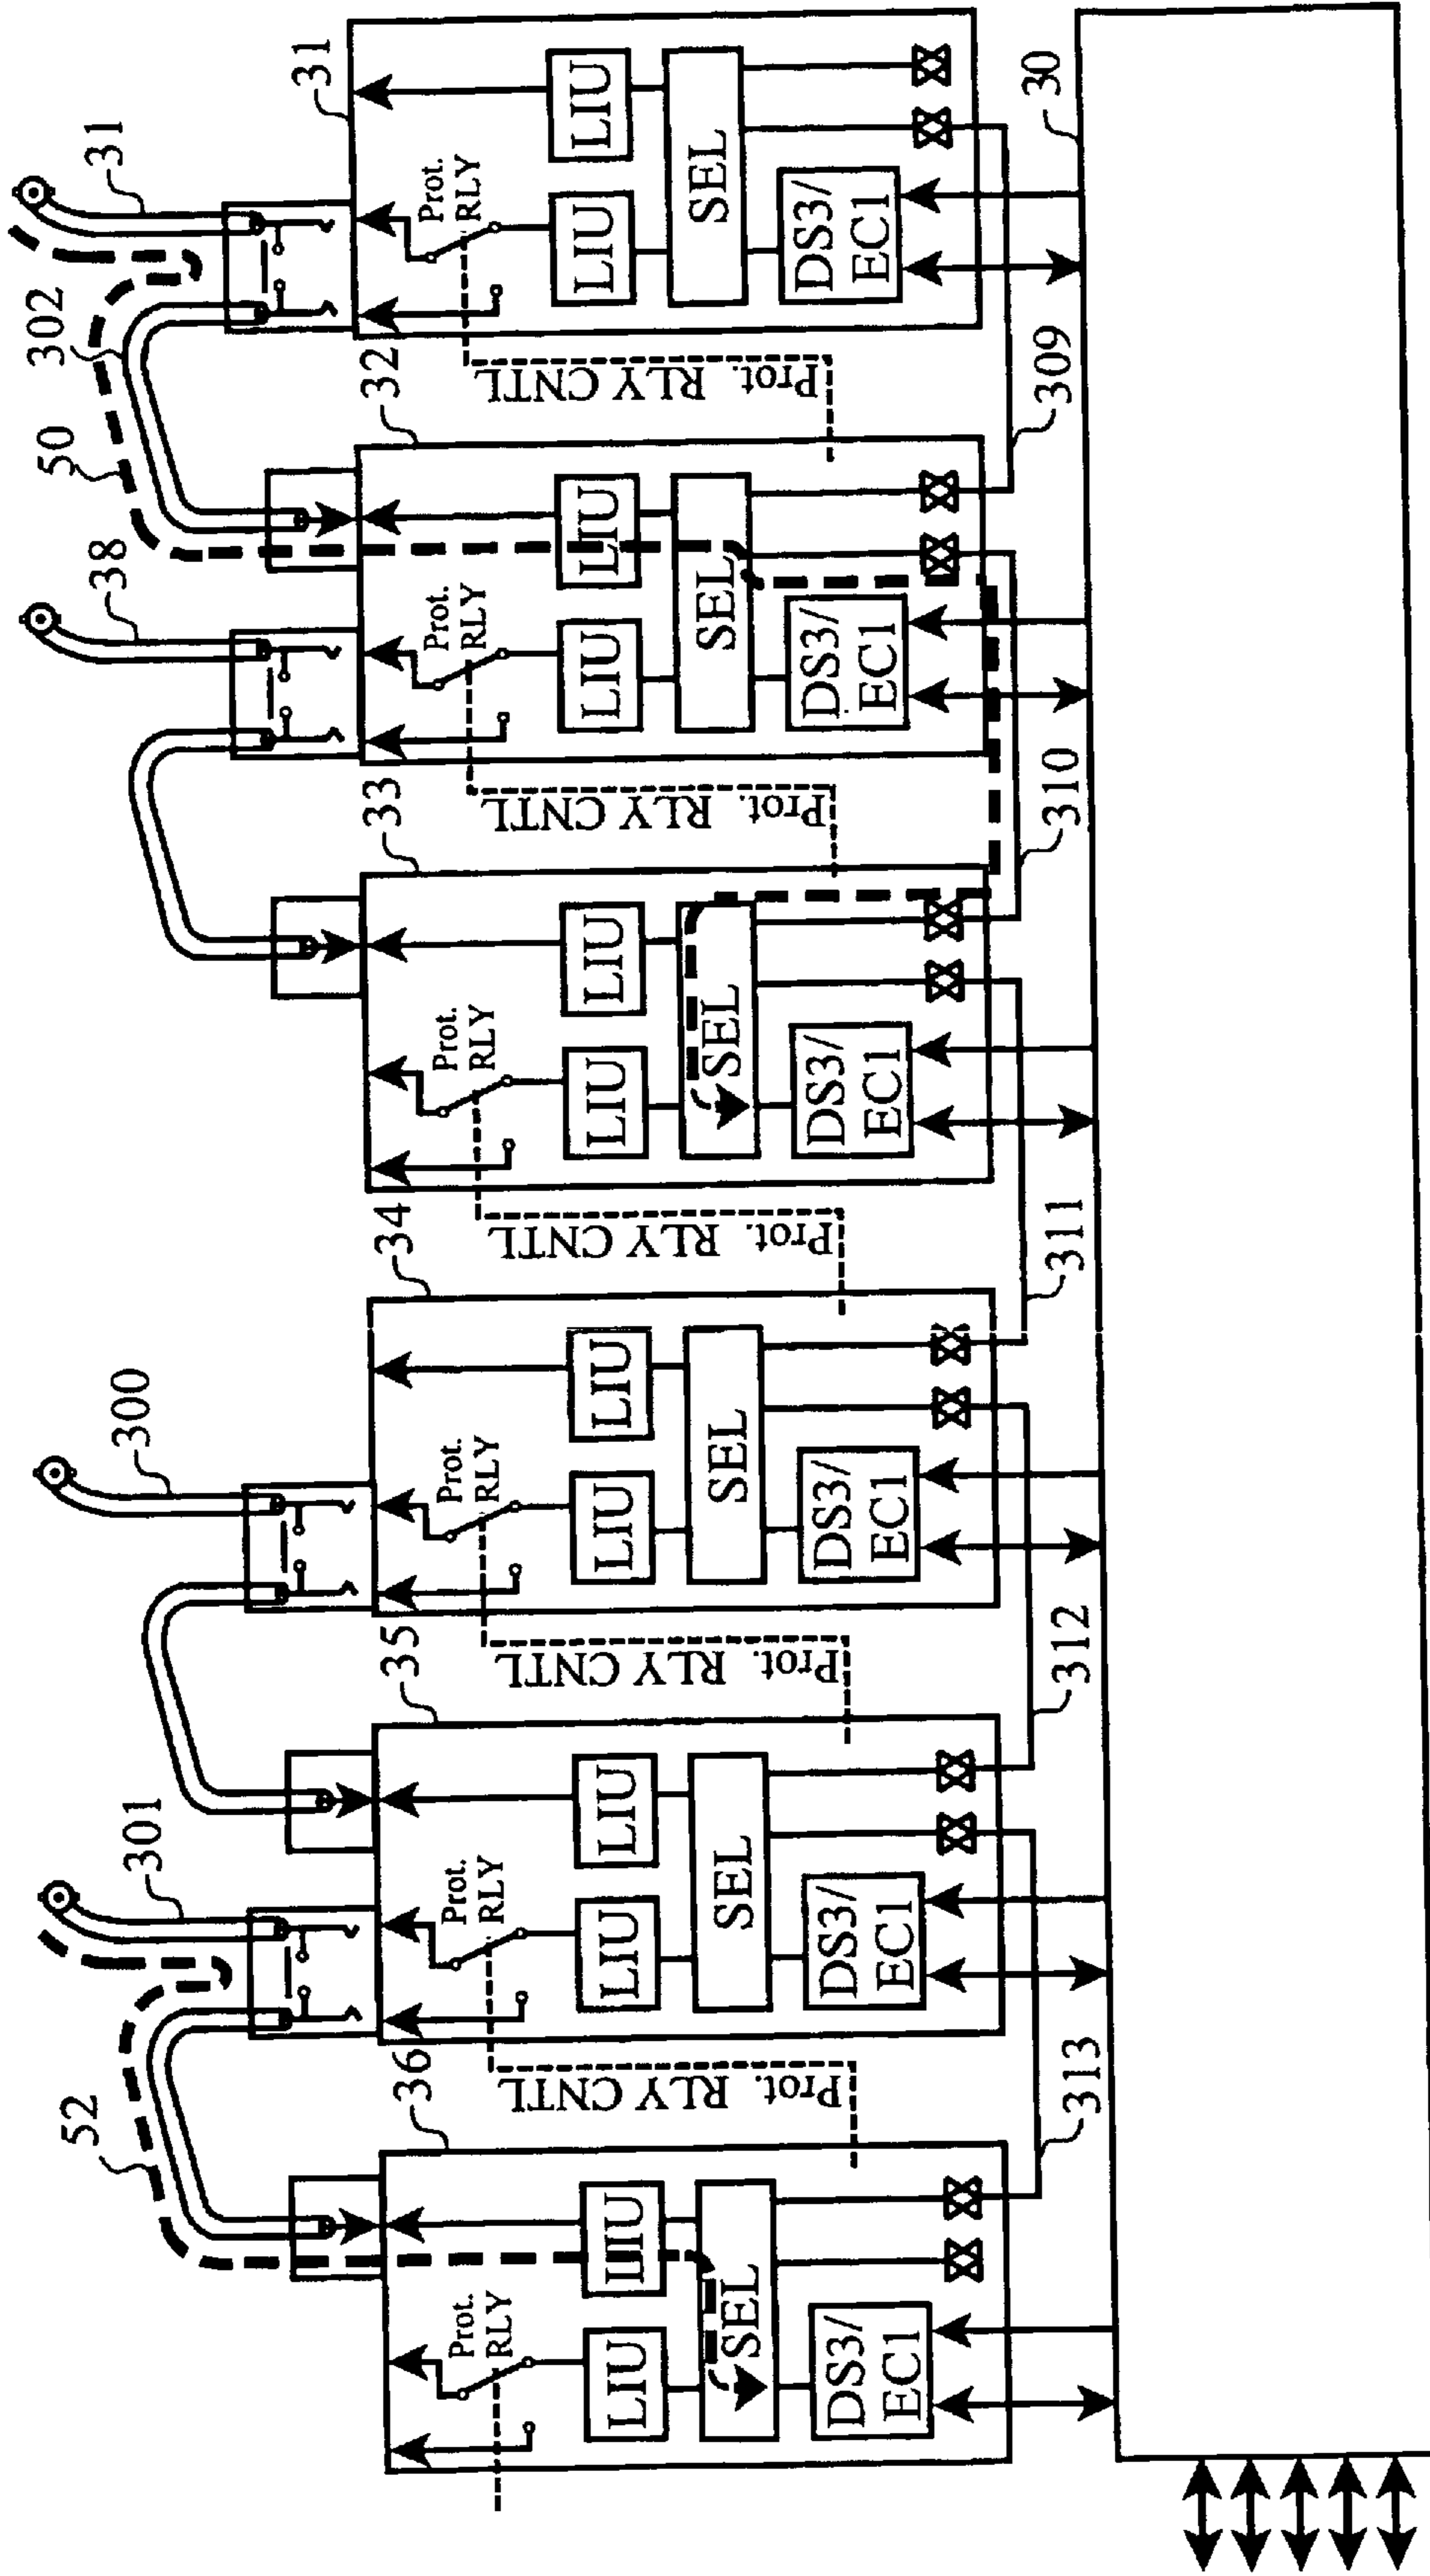 52
301
300
38
50
302
31
36
35
34
33
32
31
Prot.
RLY
LIU
LIU
SEL
DS3/
EC1
Prot. RLY CNTL
Prot.
RLY
LIU
LIU
SEL
DS3/
EC1
Prot. RLY CNTL
Prot.
RLY
LIU
LIU
SEL
DS3/
EC1
Prot. RLY CNTL
Prot.
RLY
LIU
LIU
SEL
DS3/
EC1
Prot. RLY CNTL
Prot.
RLY
LIU
LIU
SEL
DS3/
EC1
Prot. RLY CNTL
Prot.
RLY
LIU
LIU
SEL
DS3/
EC1
313
312
311
310
309
30